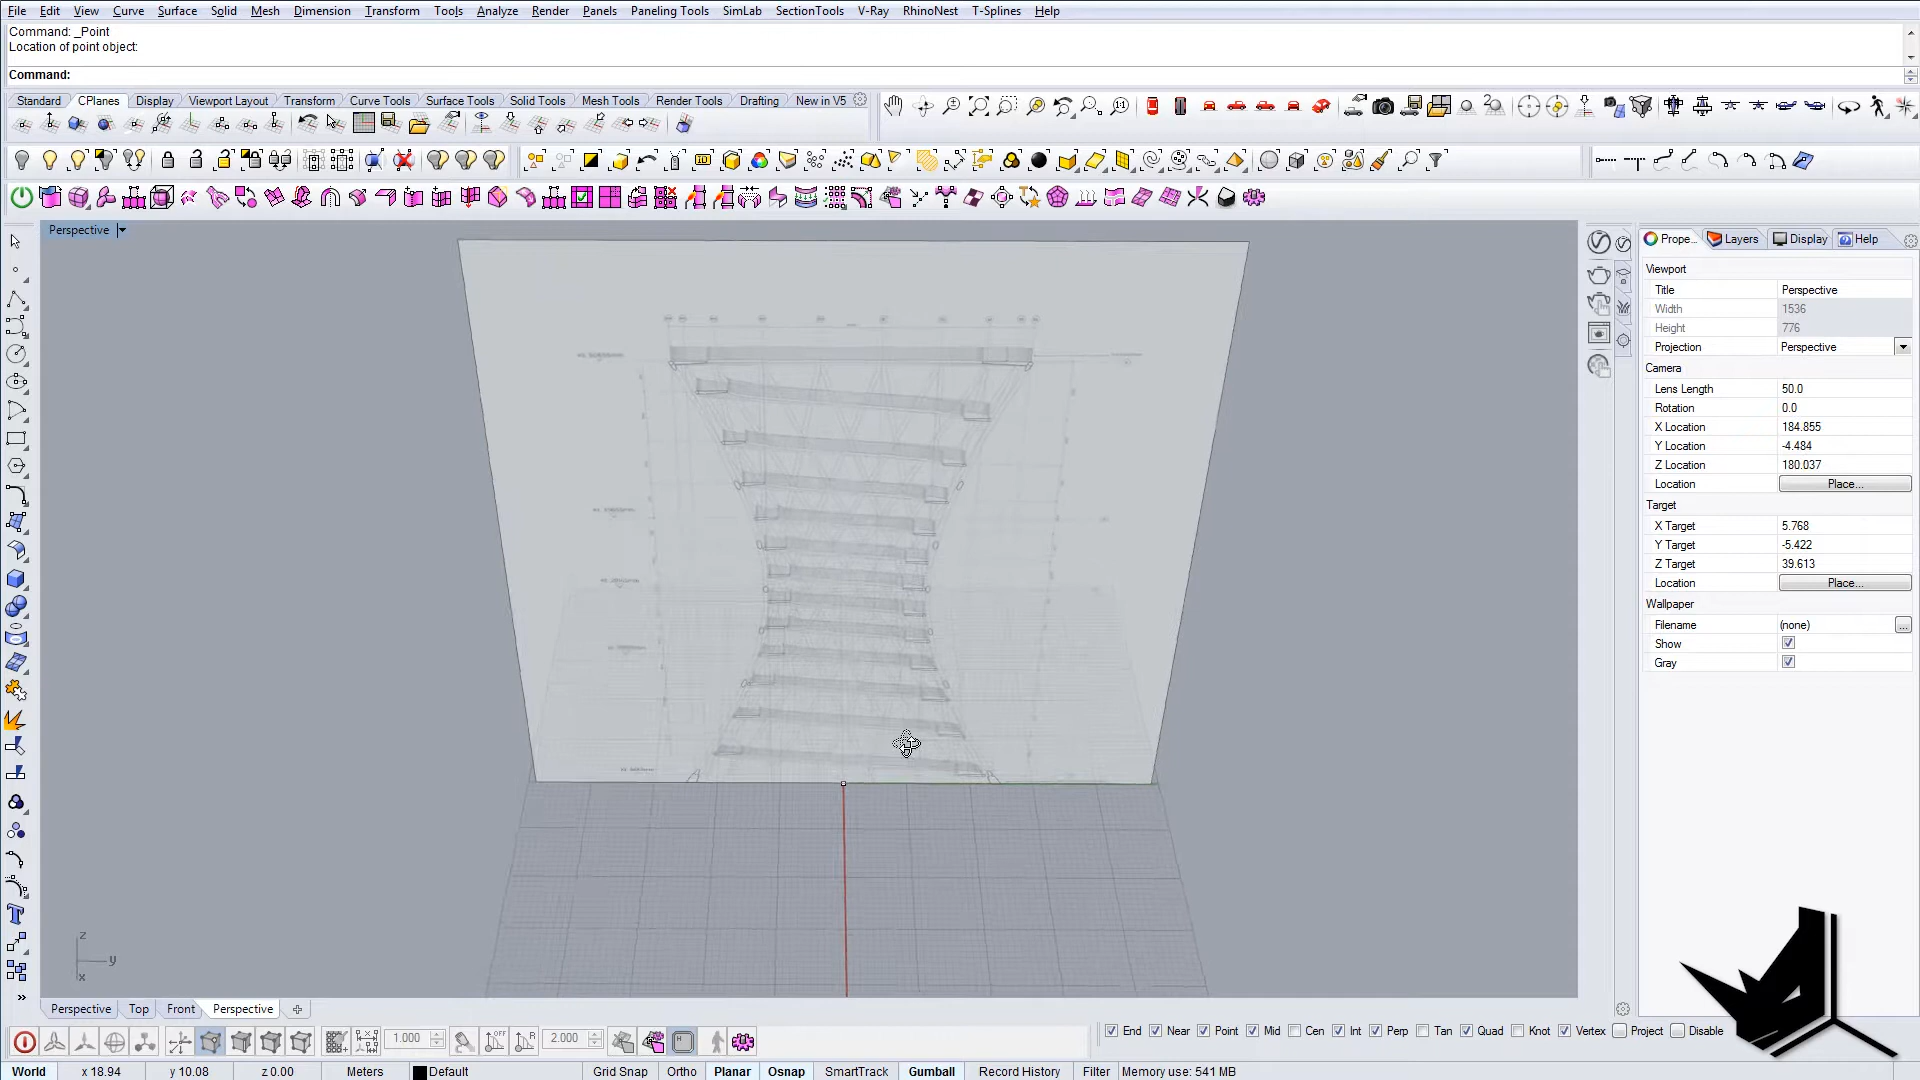 File Edit View Curve Surface Solid Mesh Dimension Transform Tools Analyze Render Panels Paneling Tools SimLab SectionTools V-Ray RhinoNest T-Splines Help
Command: _Point
Location of point object:
Command:
Standard CPlanes Display Viewport Layout Transform Curve Tools Surface Tools Solid Tools Mesh Tools Render Tools Drafting New in V5
Perspective
Prope... Layers Display Help
Viewport
Title Perspective
Width 1536
Height 776
Projection Perspective
Camera
Lens Length 50.0
Rotation 0.0
X Location 184.855
Y Location -4.484
Z Location 180.037
Location Place...
Target
X Target 5.768
Y Target -5.422
Z Target 39.613
Location Place...
Wallpaper
Filename (none) ...
Show
Gray
z
y
x
Perspective Top Front Perspective
1.000 2.000
End Near Point Mid Cen Int Perp Tan Quad Knot Vertex Project Disable
World x 18.94 y 10.08 z 0.00 Meters Default Grid Snap Ortho Planar Osnap SmartTrack Gumball Record History Filter Memory use: 541 MB